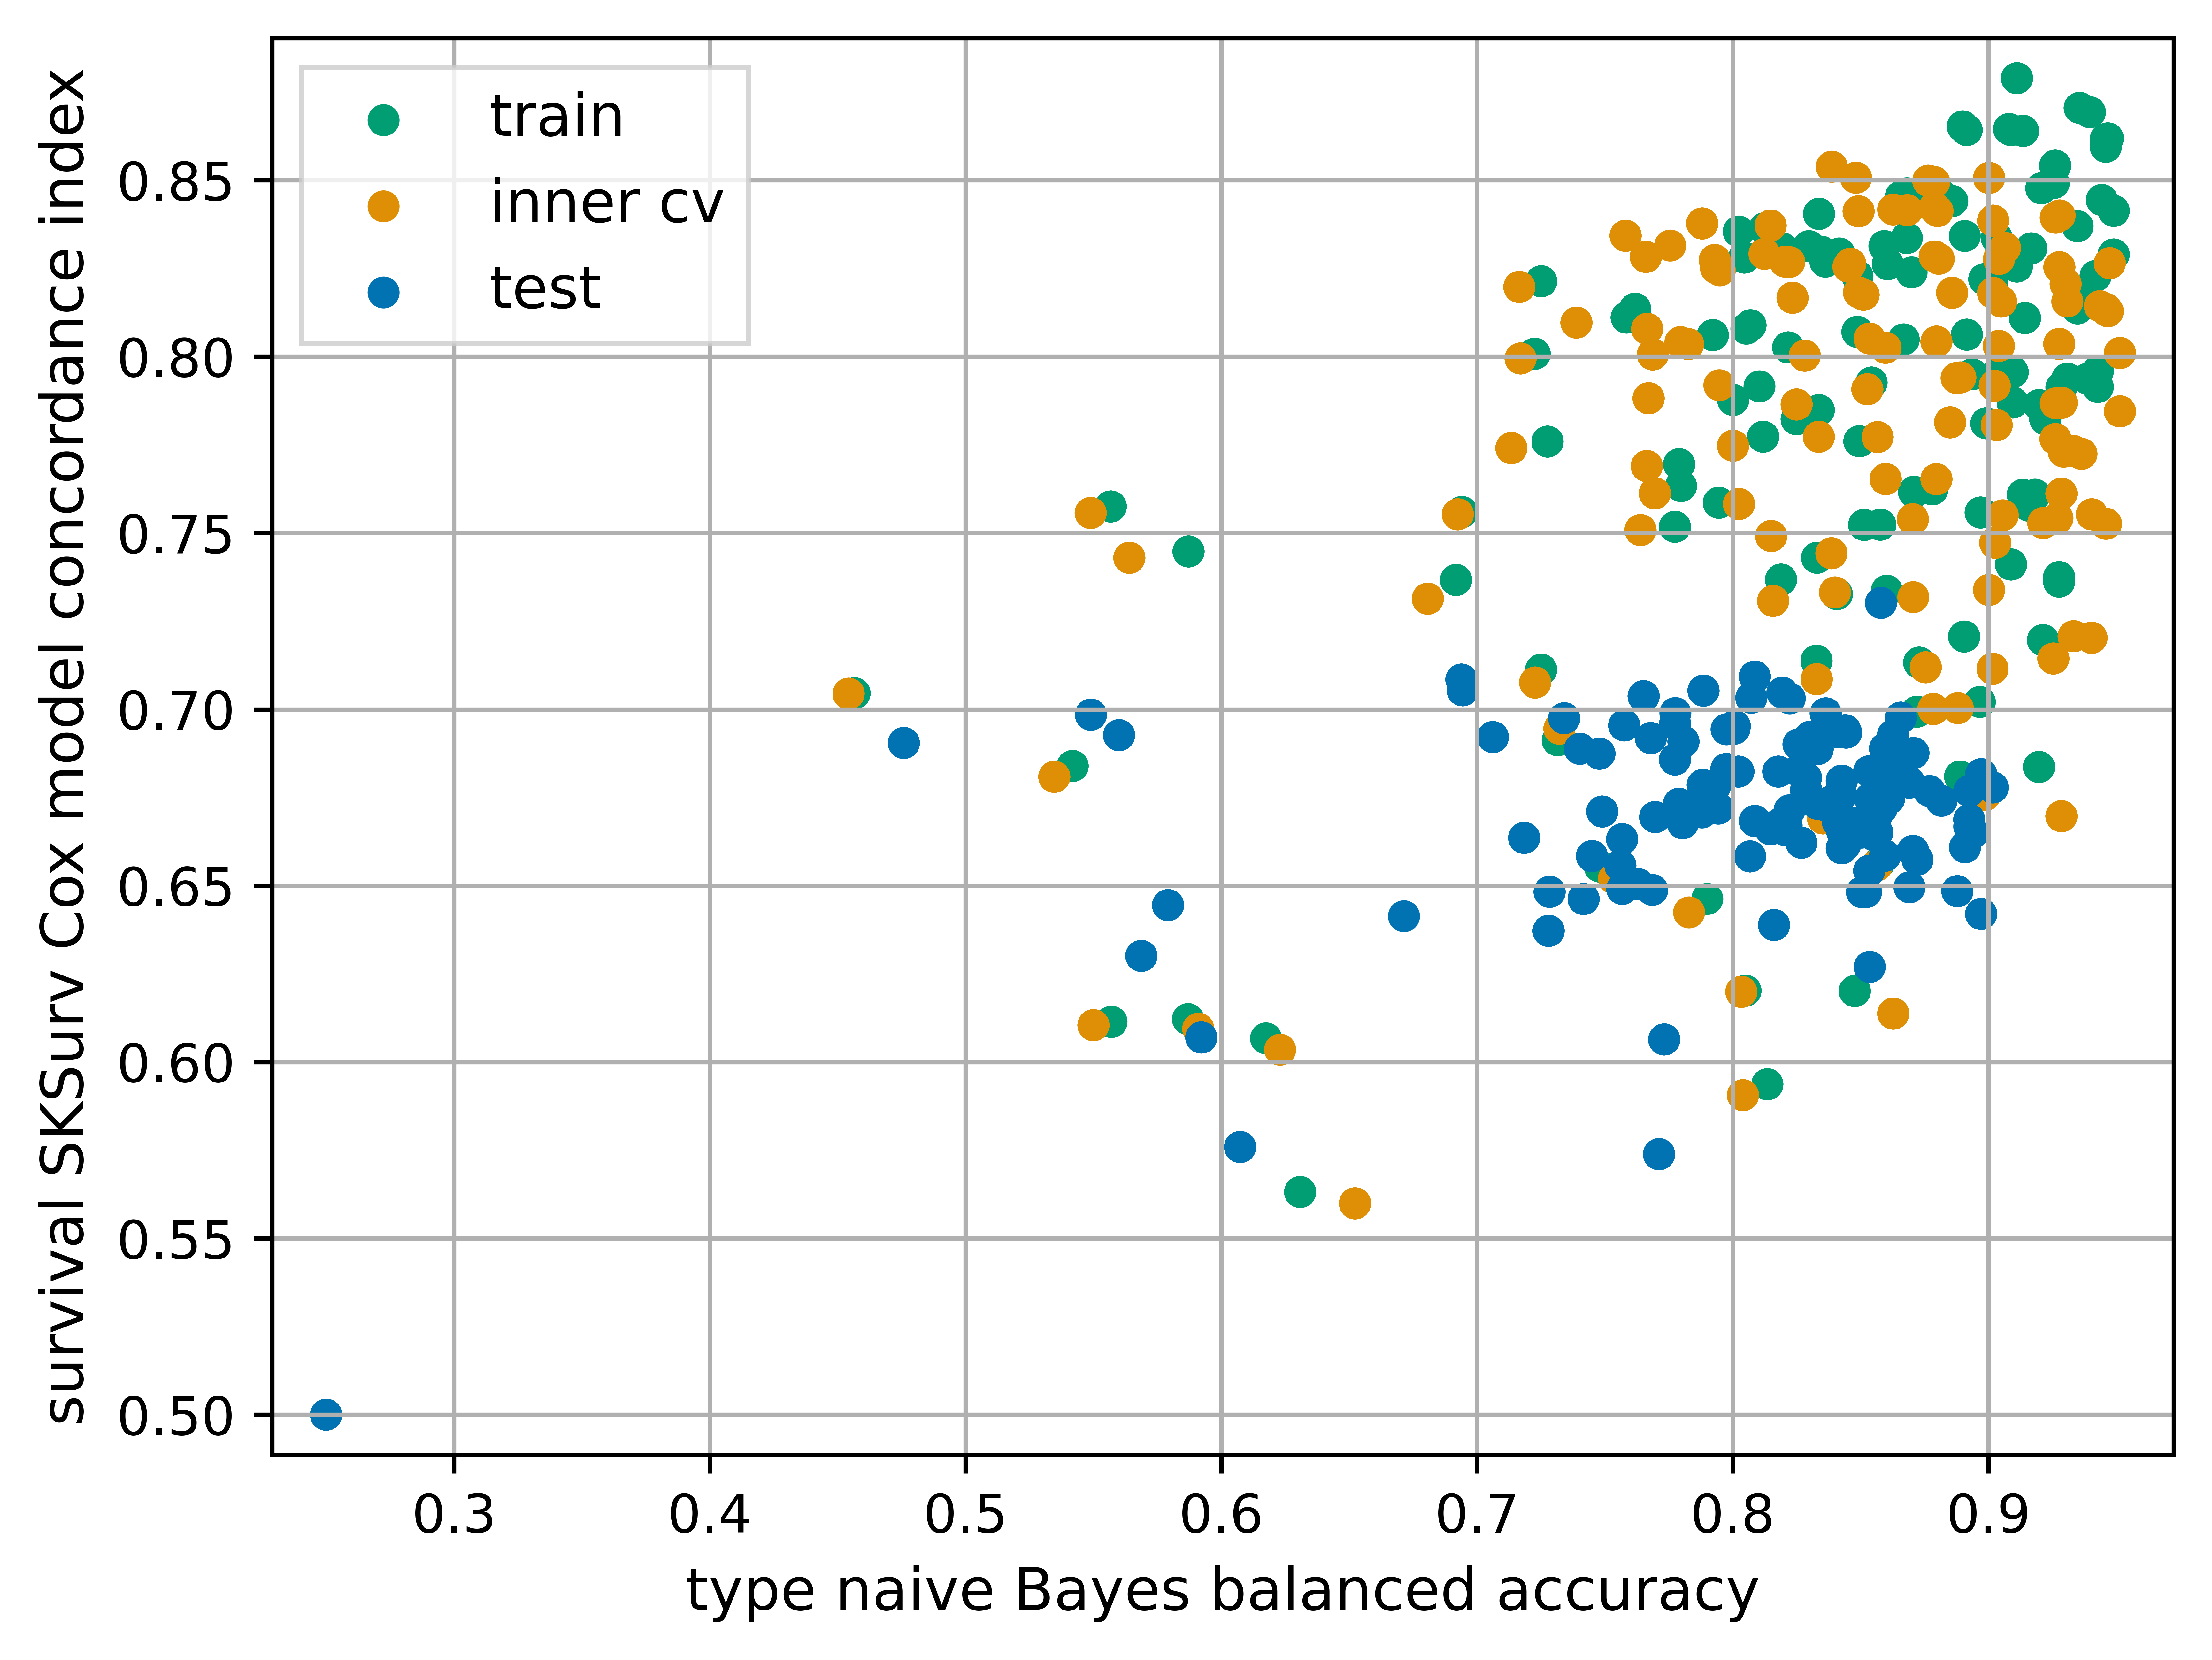 train
inner cv
test
survival SKSurv Cox model concordance index
0.85
0.80
0.75
0.70
0.65
0.60
0.55
0.50
0.3 0.4 0.5 0.6 0.7 0.8 0.9
type naive Bayes balanced accuracy